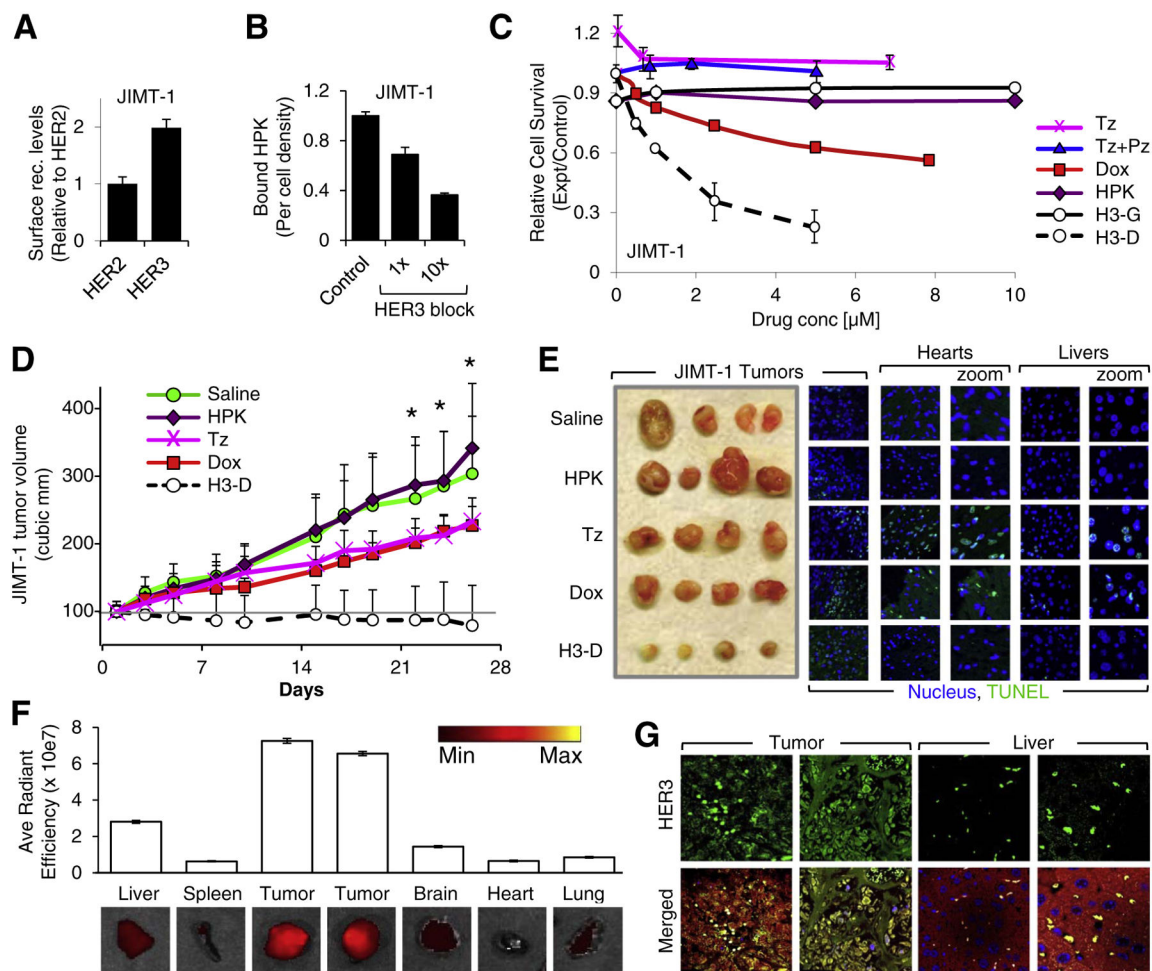 A
JIMT-1
Surface rec. levels
(Relative to HER2)
2
1
0
HER2
HER3
B
JIMT-1
Bound HPK
(Per cell density)
1.2
0.8
0.4
0
Control
1x
10x
HER3 block
C
Relative Cell Survival
(Expt/Control)
1.2
0.9
0.6
0.3
0
JIMT-1
0
2
4
6
8
10
Drug conc [µM]
Tz
Tz+Pz
Dox
HPK
H3-G
H3-D
D
JIMT-1 tumor volume
(cubic mm)
400
300
200
100
Saline
HPK
Tz
Dox
H3-D
*
*
*
0
7
14
21
28
Days
E
JIMT-1 Tumors
Hearts
zoom
Livers
zoom
Saline
HPK
Tz
Dox
H3-D
Nucleus, TUNEL
F
Ave Radiant
Efficiency (x 10e7)
8
6
4
2
0
Min
Max
Liver
Spleen
Tumor
Tumor
Brain
Heart
Lung
G
Tumor
Liver
HER3
Merged